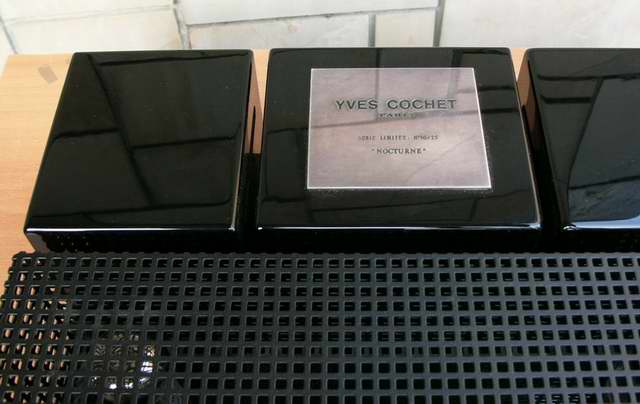 YVES COCHET
PARIS
SERIE LIMITEE
"NOCTURNE"